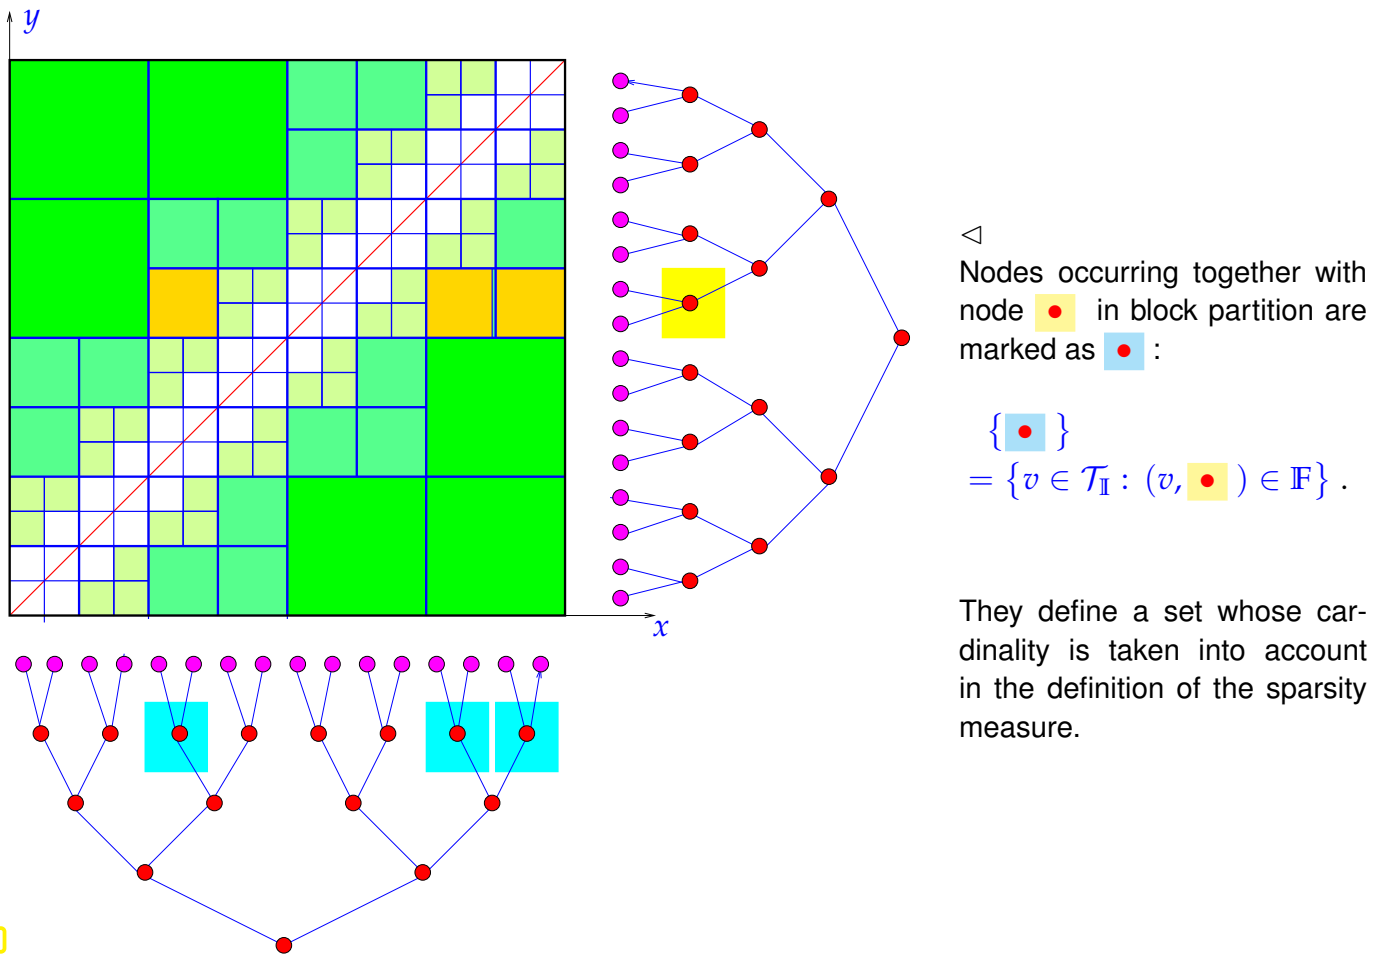 y
x
◁
Nodes occurring together with
node • in block partition are
marked as • :
{ • }
= {v ∈ 𝒯_𝕀 : (v, • ) ∈ 𝔽} .
They define a set whose car-
dinality is taken into account
in the definition of the sparsity
measure.